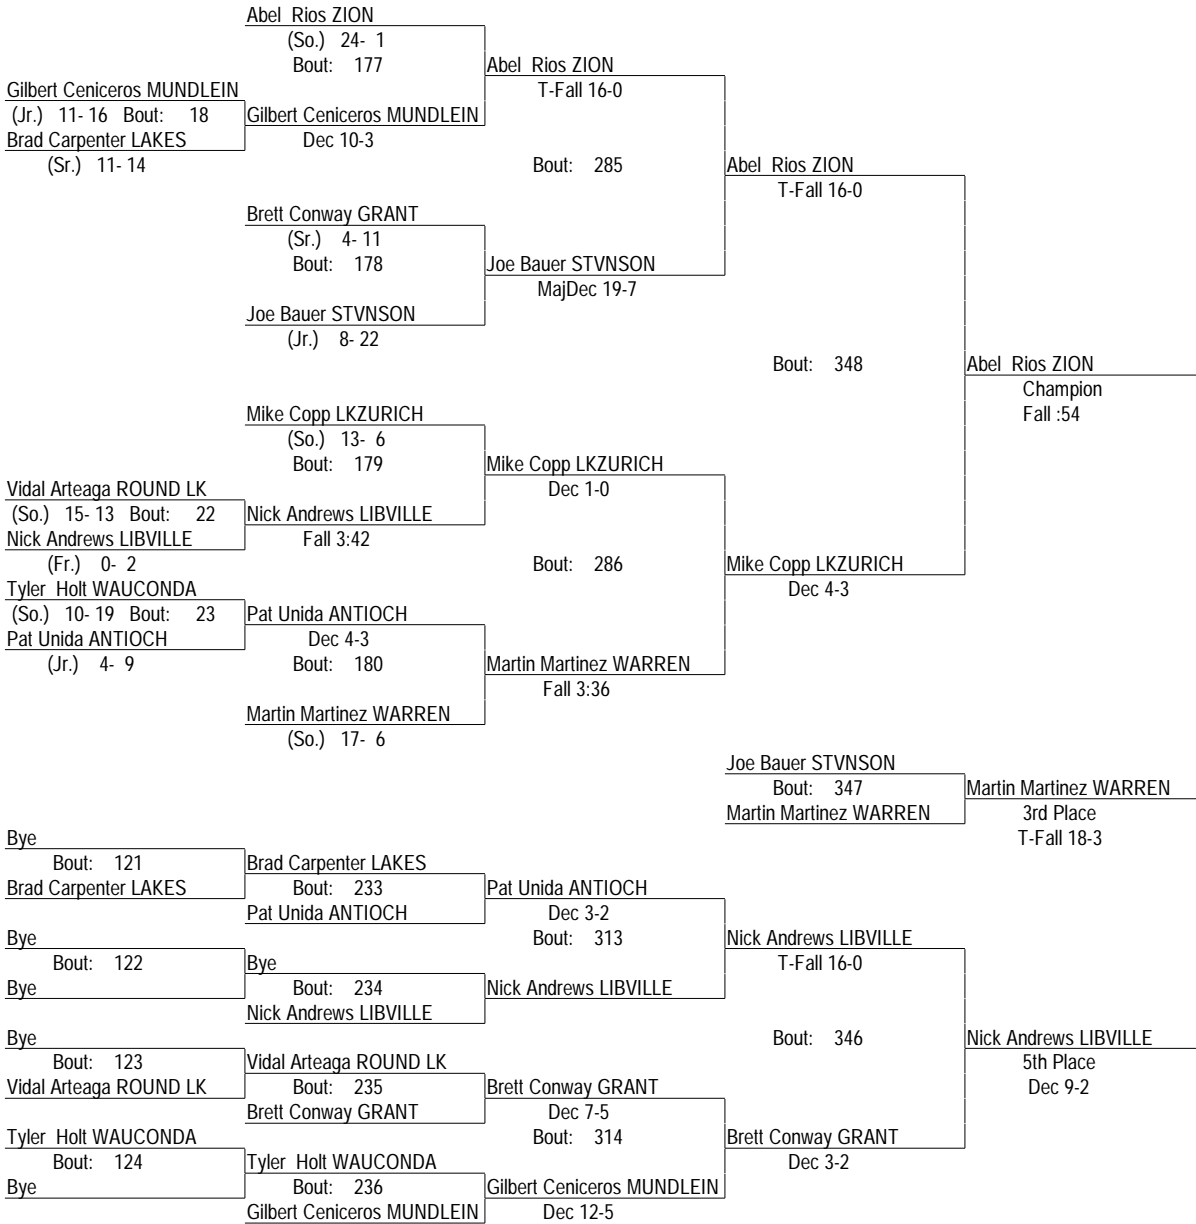 Abel Rios ZION
(So.) 24- 1
Bout: 177 Abel Rios ZION
Gilbert Ceniceros MUNDLEIN T-Fall 16-0
(Jr.) 11- 16 Bout: 18 Gilbert Ceniceros MUNDLEIN
Brad Carpenter LAKES Dec 10-3
(Sr.) 11- 14 Bout: 285 Abel Rios ZION
T-Fall 16-0
Brett Conway GRANT
(Sr.) 4- 11
Bout: 178 Joe Bauer STVNSON
MajDec 19-7
Joe Bauer STVNSON
(Jr.) 8- 22
Bout: 348 Abel Rios ZION
Champion
Mike Copp LKZURICH Fall :54
(So.) 13- 6
Bout: 179 Mike Copp LKZURICH
Vidal Arteaga ROUND LK Dec 1-0
(So.) 15- 13 Bout: 22 Nick Andrews LIBVILLE
Nick Andrews LIBVILLE Fall 3:42
(Fr.) 0- 2 Bout: 286 Mike Copp LKZURICH
Tyler Holt WAUCONDA Dec 4-3
(So.) 10- 19 Bout: 23 Pat Unida ANTIOCH
Pat Unida ANTIOCH Dec 4-3
(Jr.) 4- 9 Bout: 180 Martin Martinez WARREN
Fall 3:36
Martin Martinez WARREN
(So.) 17- 6
Joe Bauer STVNSON
Bout: 347 Martin Martinez WARREN
Martin Martinez WARREN 3rd Place
Bye T-Fall 18-3
Bout: 121 Brad Carpenter LAKES
Brad Carpenter LAKES Bout: 233 Pat Unida ANTIOCH
Pat Unida ANTIOCH Dec 3-2
Bye Bout: 313 Nick Andrews LIBVILLE
Bout: 122 Bye T-Fall 16-0
Bye Bout: 234 Nick Andrews LIBVILLE
Nick Andrews LIBVILLE
Bye Bout: 346 Nick Andrews LIBVILLE
Bout: 123 Vidal Arteaga ROUND LK 5th Place
Vidal Arteaga ROUND LK Bout: 235 Brett Conway GRANT Dec 9-2
Brett Conway GRANT Dec 7-5
Tyler Holt WAUCONDA Bout: 314 Brett Conway GRANT
Bout: 124 Tyler Holt WAUCONDA Dec 3-2
Bye Bout: 236 Gilbert Ceniceros MUNDLEIN
Gilbert Ceniceros MUNDLEIN Dec 12-5